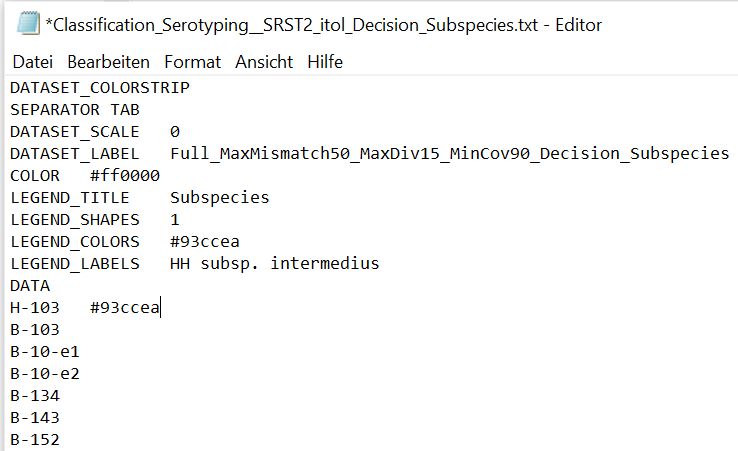 *Classification_Serotyping__SRST2_itol_Decision_Subspecies.txt - Editor
Datei Bearbeiten Format Ansicht Hilfe
DATASET_COLORSTRIP
SEPARATOR TAB
DATASET_SCALE	0
DATASET_LABEL	Full_MaxMismatch50_MaxDiv15_MinCov90_Decision_Subspecies
COLOR	#ff0000
LEGEND_TITLE	Subspecies
LEGEND_SHAPES	1
LEGEND_COLORS	#93ccea
LEGEND_LABELS	HH subsp. intermedius
DATA
H-103	#93ccea
B-103
B-10-e1
B-10-e2
B-134
B-143
B-152